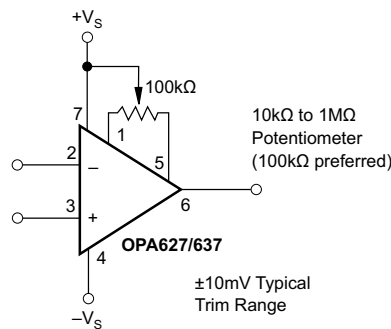 +VS
100kΩ
7
1
10kΩ to 1MΩ
Potentiometer
(100kΩ preferred)
2
–
5
6
3
+
OPA627/637
4
±10mV Typical
Trim Range
–VS